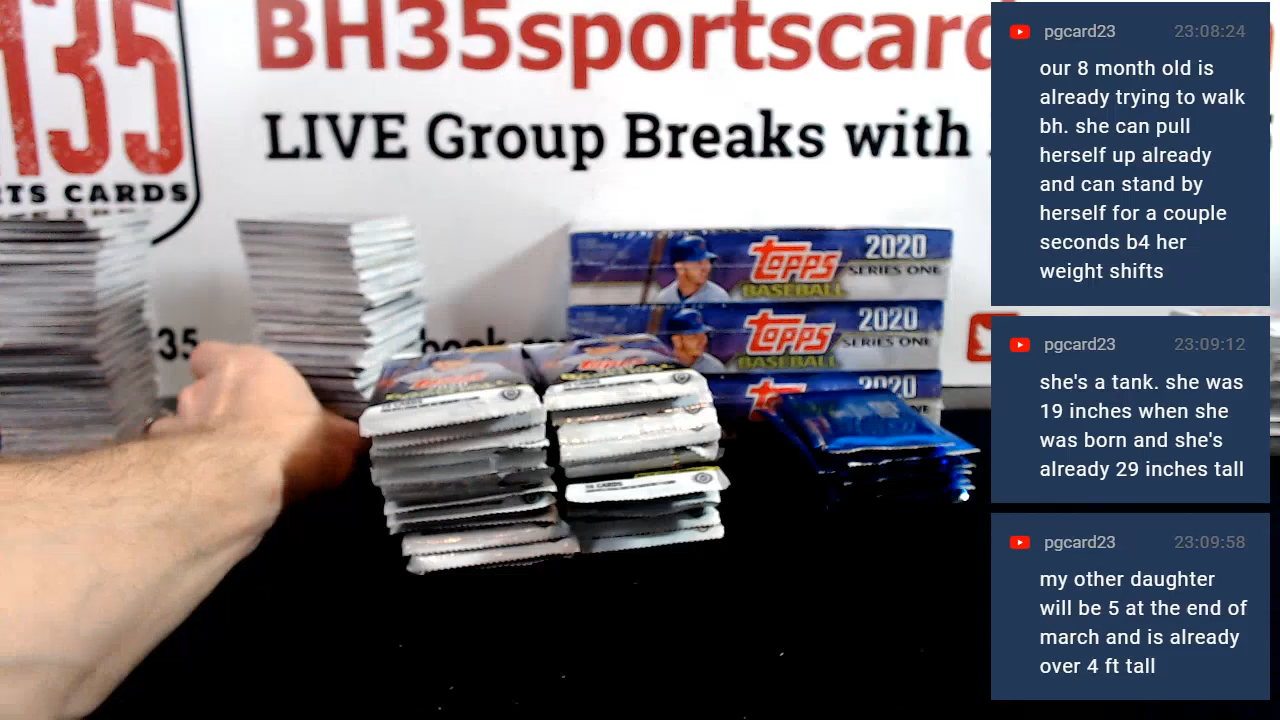 BH35sportscard
LIVE Group Breaks with
135
RTS CARDS
35
book
2020
topps
SERIES ONE
BASEBALL
2020
topps
SERIES ONE
BASEBALL
2020
pgcard23 23:08:24
our 8 month old is
already trying to walk
bh. she can pull
herself up already
and can stand by
herself for a couple
seconds b4 her
weight shifts
pgcard23 23:09:12
she's a tank. she was
19 inches when she
was born and she's
already 29 inches tall
pgcard23 23:09:58
my other daughter
will be 5 at the end of
march and is already
over 4 ft tall